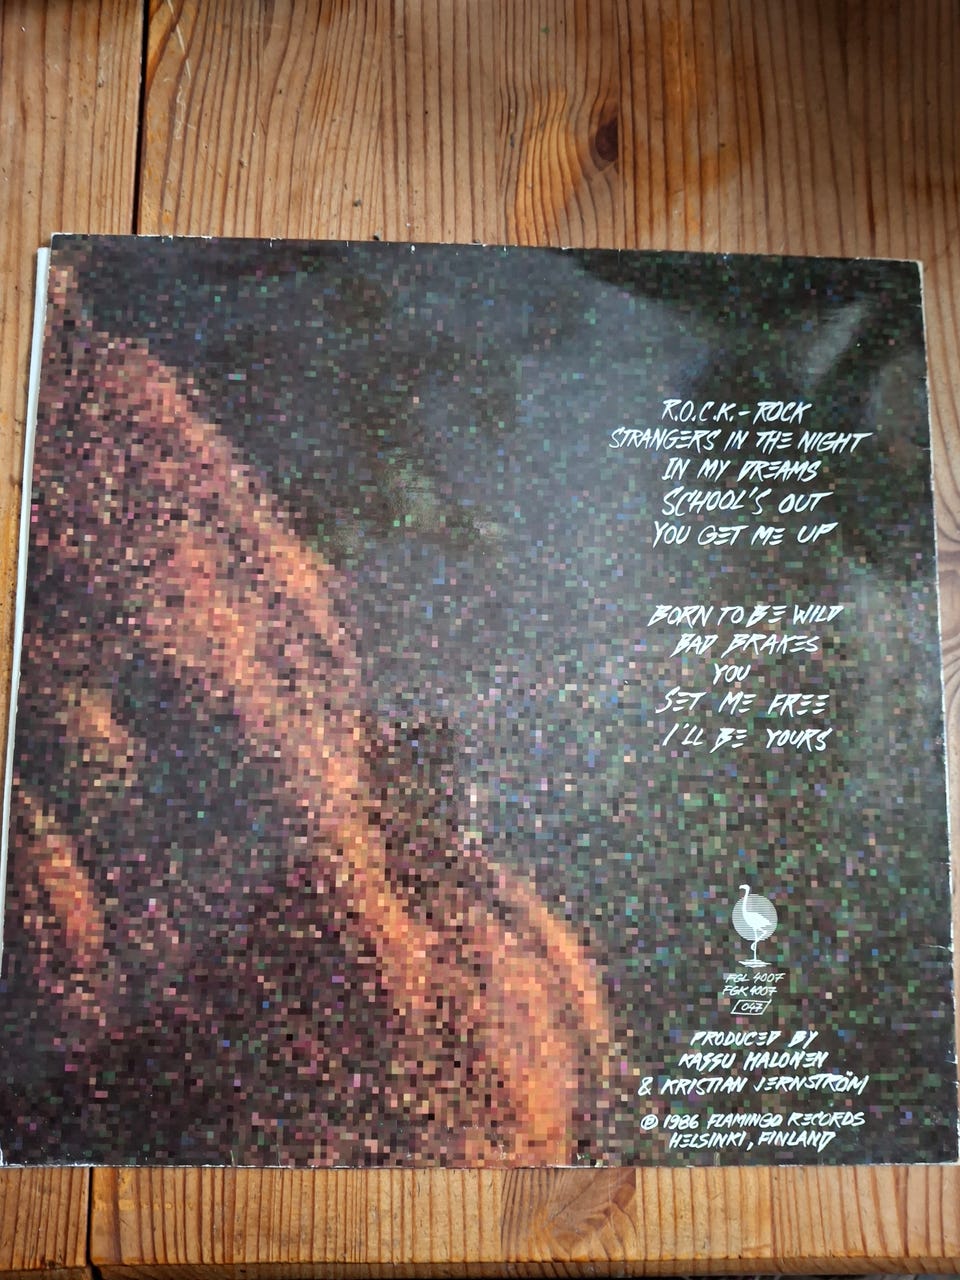 R.O.C.K. - ROCK
STRANGERS IN THE NIGHT
IN MY DREAMS
SCHOOL'S OUT
YOU GET ME UP
BORN TO BE WILD
BAD BRAKES
YOU
SET ME FREE
I'LL BE YOURS
FGL 4007
FGK 4007
047
PRODUCED BY
KASSU HALONEN
& KRISTIAN JERNSTRÖM
℗ 1986 FLAMINGO RECORDS
HELSINKI, FINLAND